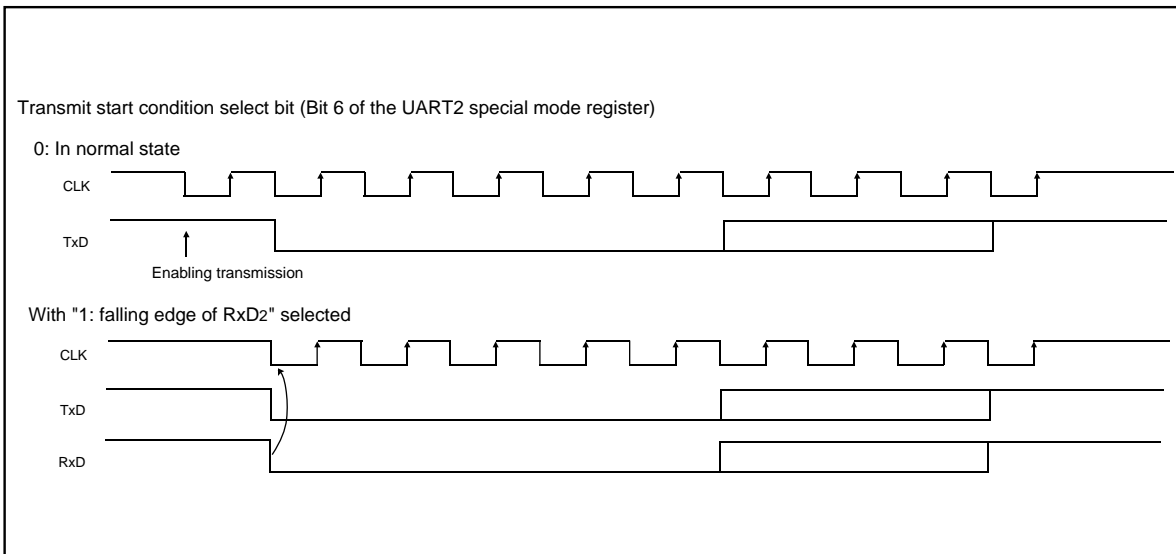 Transmit start condition select bit (Bit 6 of the UART2 special mode register)
0: In normal state
CLK
TxD
Enabling transmission
With "1: falling edge of RxD2" selected
CLK
TxD
RxD